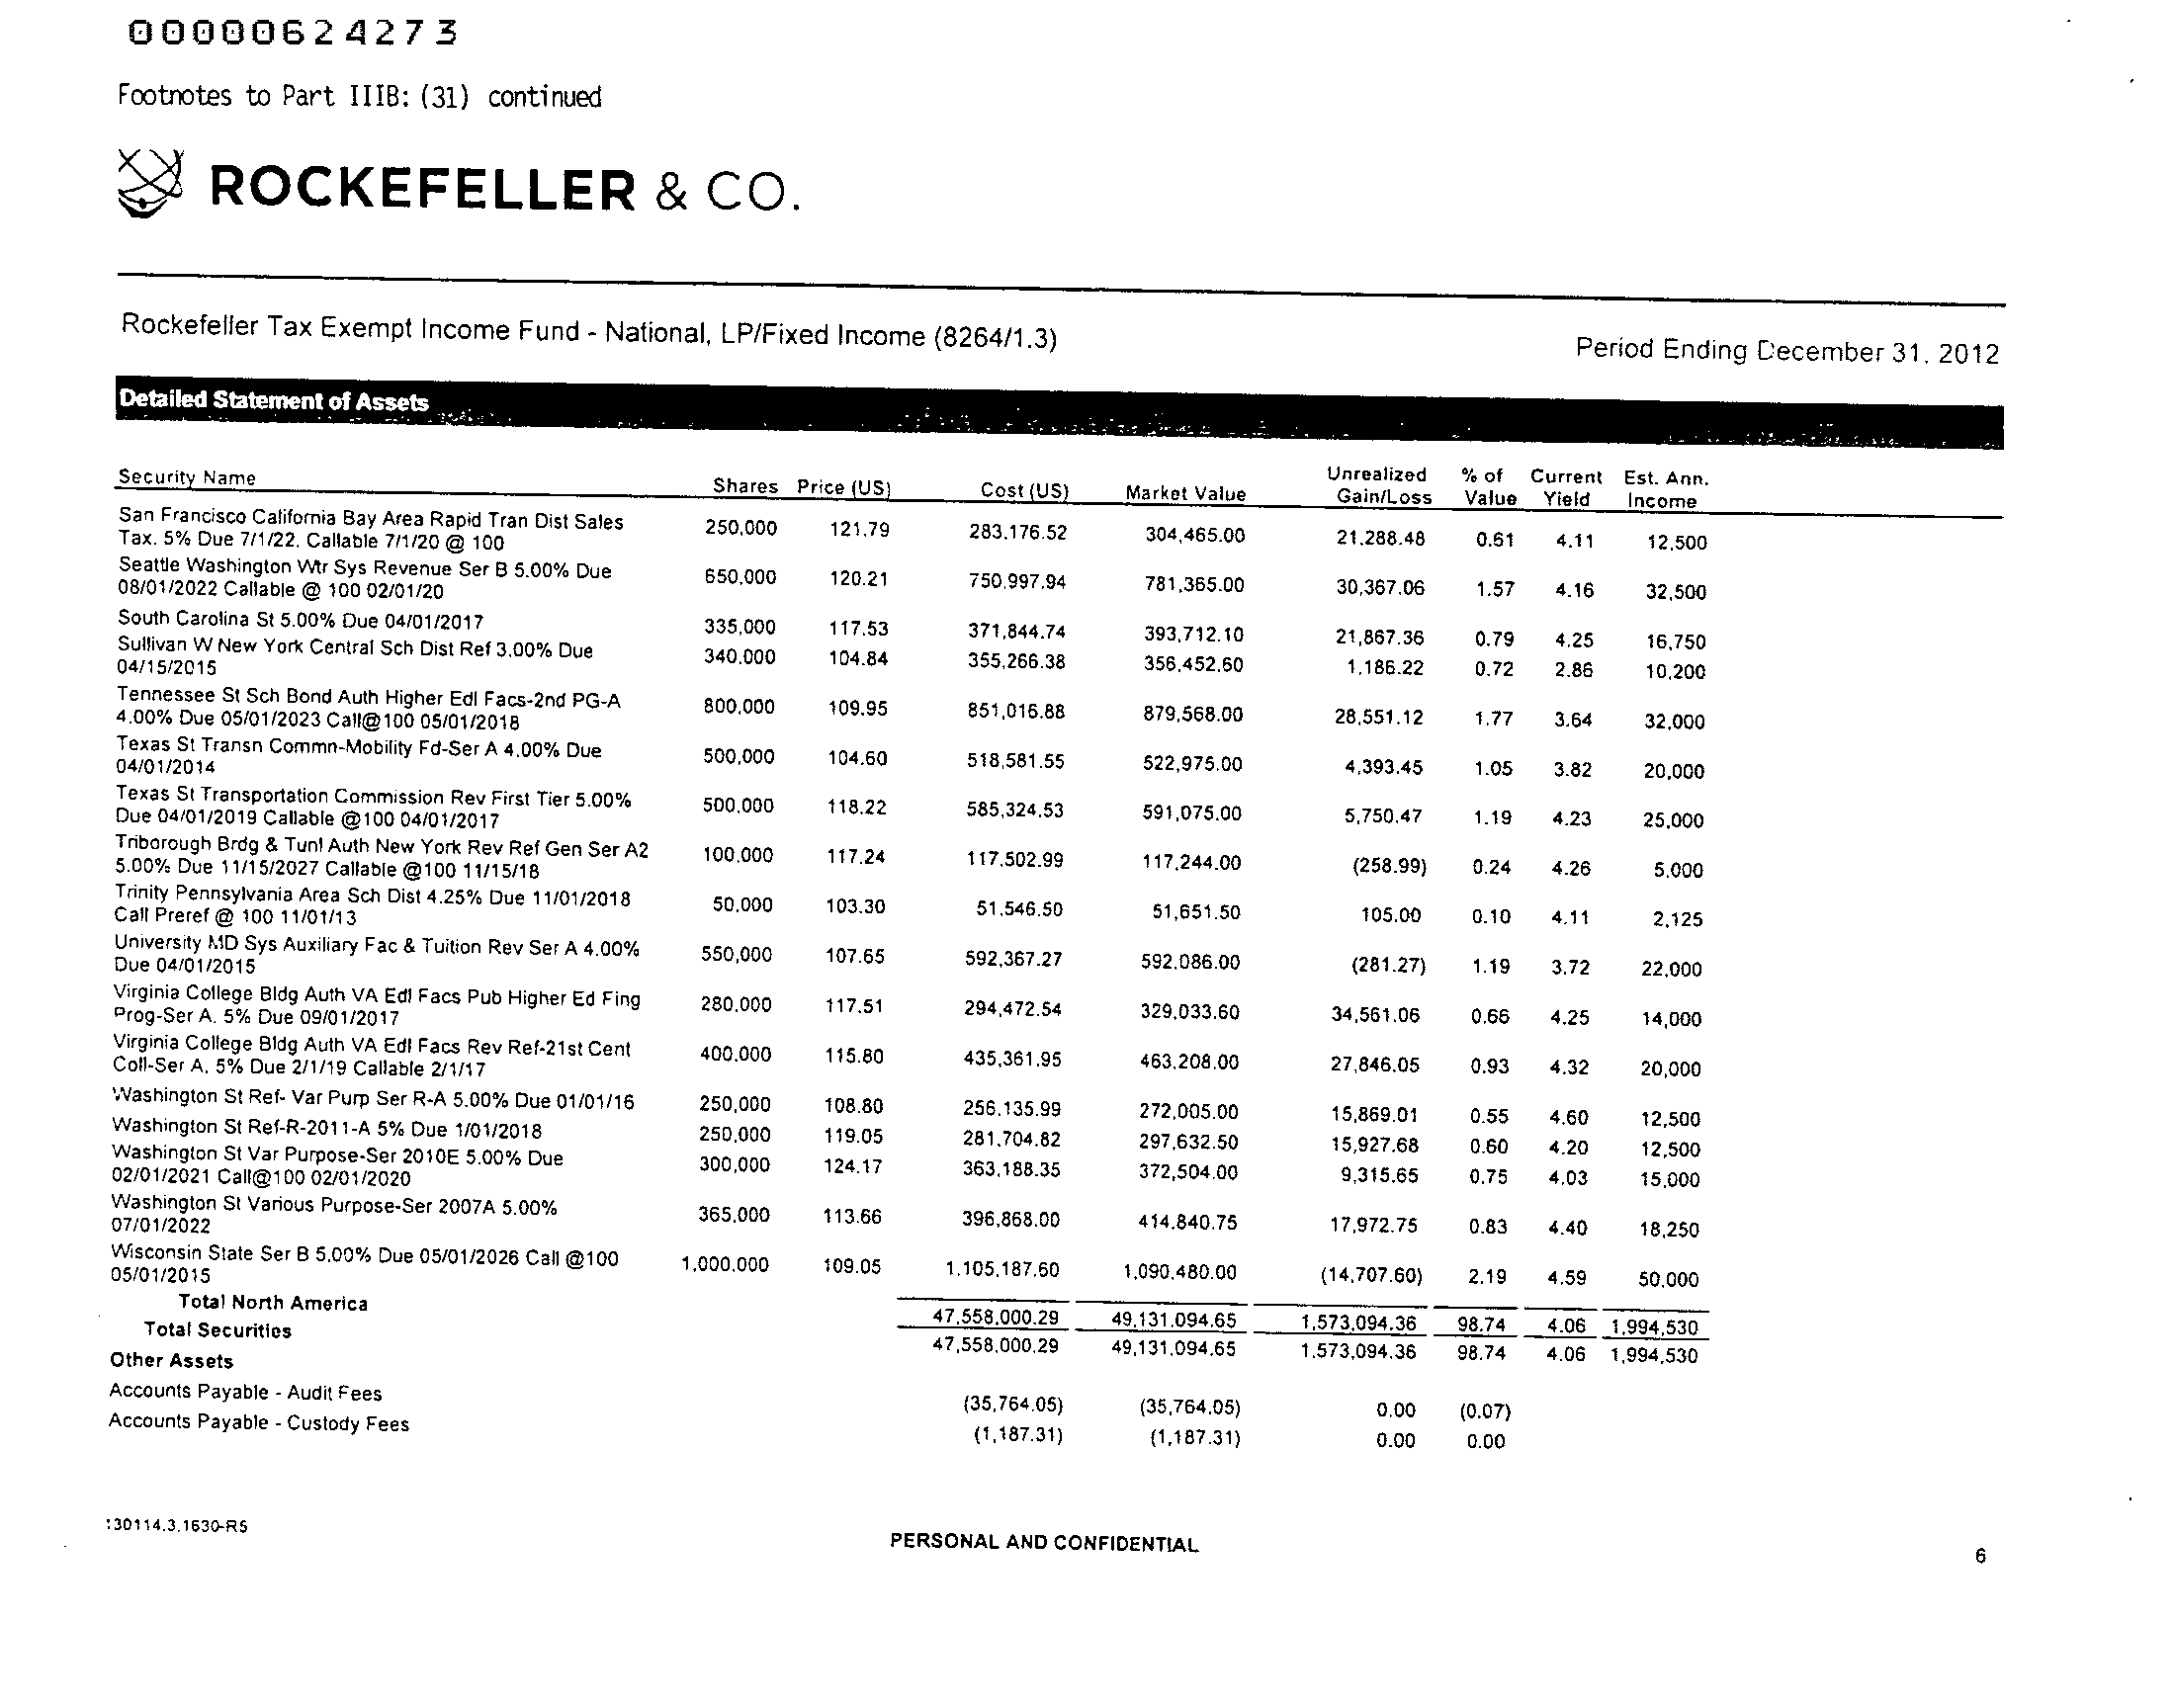 00000624273
Footnotes to Part IIIB: (31) continued
ROCKEFELLER & CO.
Rockefeller Tax Exempt Income Fund - National, LP/Fixed Income (8264/1.3)
Period Ending December 31, 2012
Detailed Statement of Assets
Unrealized % of Current Est. Ann.
Security Name Shares Price (US) Cost (US) Market Value Gain/Loss Value Yield Income
San Francisco California Bay Area Rapid Tran Dist Sales 250,000 121.79 283,176.52 304,465.00 21,288.48 0.61 4.11 12,500
Tax. 5% Due 7/1/22. Callable 7/1/20 @ 100
Seattle Washington Wtr Sys Revenue Ser B 5.00% Due 650,000 120.21 750,997.94 781,365.00 30,367.06 1.57 4.16 32,500
08/01/2022 Callable @ 100 02/01/20
South Carolina St 5.00% Due 04/01/2017 335,000 117.53 371,844.74 393,712.10 21,867.36 0.79 4.25 16,750
Sullivan W New York Central Sch Dist Ref 3.00% Due 340,000 104.84 355,266.38 356,452.60 1,186.22 0.72 2.86 10,200
04/15/2015
Tennessee St Sch Bond Auth Higher Edl Facs-2nd PG-A 800,000 109.95 851,016.88 879,568.00 28,551.12 1.77 3.64 32,000
4.00% Due 05/01/2023 Call@100 05/01/2018
Texas St Transn Commn-Mobility Fd-Ser A 4.00% Due 500,000 104.60 518,581.55 522,975.00 4,393.45 1.05 3.82 20,000
04/01/2014
Texas St Transportation Commission Rev First Tier 5.00% 500,000 118.22 585,324.53 591,075.00 5,750.47 1.19 4.23 25,000
Due 04/01/2019 Callable @100 04/01/2017
Triborough Brdg & Tunl Auth New York Rev Ref Gen Ser A2 100,000 117.24 117,502.99 117,244.00 (258.99) 0.24 4.26 5,000
5.00% Due 11/15/2027 Callable @100 11/15/18
Trinity Pennsylvania Area Sch Dist 4.25% Due 11/01/2018 50,000 103.30 51,546.50 51,651.50 105.00 0.10 4.11 2,125
Call Preref @ 100 11/01/13
University MD Sys Auxiliary Fac & Tuition Rev Ser A 4.00% 550,000 107.65 592,367.27 592,086.00 (281.27) 1.19 3.72 22,000
Due 04/01/2015
Virginia College Bldg Auth VA Edl Facs Pub Higher Ed Fing 280,000 117.51 294,472.54 329,033.60 34,561.06 0.66 4.25 14,000
Prog-Ser A. 5% Due 09/01/2017
Virginia College Bldg Auth VA Edl Facs Rev Ref-21st Cent 400,000 115.80 435,361.95 463,208.00 27,846.05 0.93 4.32 20,000
Coll-Ser A. 5% Due 2/1/19 Callable 2/1/17
Washington St Ref- Var Purp Ser R-A 5.00% Due 01/01/16 250,000 108.80 256,135.99 272,005.00 15,869.01 0.55 4.60 12,500
Washington St Ref-R-2011-A 5% Due 1/01/2018 250,000 119.05 281,704.82 297,632.50 15,927.68 0.60 4.20 12,500
Washington St Var Purpose-Ser 2010E 5.00% Due 300,000 124.17 363,188.35 372,504.00 9,315.65 0.75 4.03 15,000
02/01/2021 Call@100 02/01/2020
Washington St Various Purpose-Ser 2007A 5.00% 365,000 113.66 396,868.00 414,840.75 17,972.75 0.83 4.40 18,250
07/01/2022
Wisconsin State Ser B 5.00% Due 05/01/2026 Call @100 1,000,000 109.05 1,105,187.60 1,090,480.00 (14,707.60) 2.19 4.59 50,000
05/01/2015
Total North America 47,558,000.29 49,131,094.65 1,573,094.36 98.74 4.06 1,994,530
Total Securities 47,558,000.29 49,131,094.65 1,573,094.36 98.74 4.06 1,994,530
Other Assets
Accounts Payable - Audit Fees (35,764.05) (35,764.05) 0.00 (0.07)
Accounts Payable - Custody Fees (1,187.31) (1,187.31) 0.00 0.00
:30114.3.1630-R5
PERSONAL AND CONFIDENTIAL
6